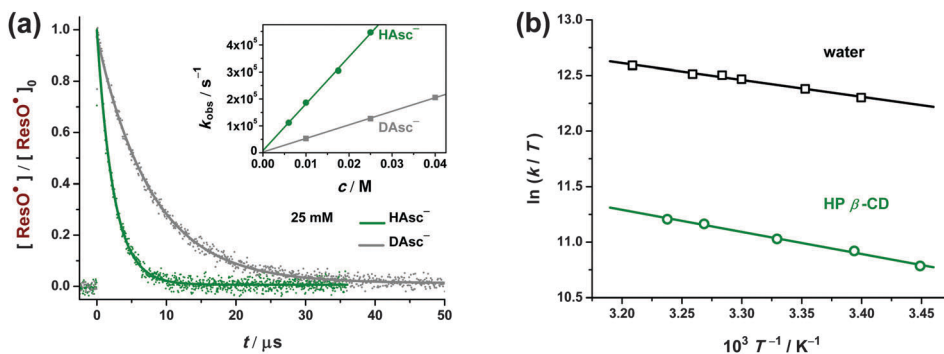 (a)
[ ResO• ] / [ ResO• ]₀
1.0
0.8
0.6
0.4
0.2
0.0
0
10
20
30
40
50
t / μs
k_obs / s⁻¹
4x10⁵
3x10⁵
2x10⁵
1x10⁵
0
0.00
0.01
0.02
0.03
0.04
c / M
HAsc⁻
DAsc⁻
25 mM
HAsc⁻
DAsc⁻
(b)
ln (k / T)
13.0
12.5
12.0
11.5
11.0
10.5
3.20
3.25
3.30
3.35
3.40
3.45
10³ T⁻¹ / K⁻¹
water
HP β-CD